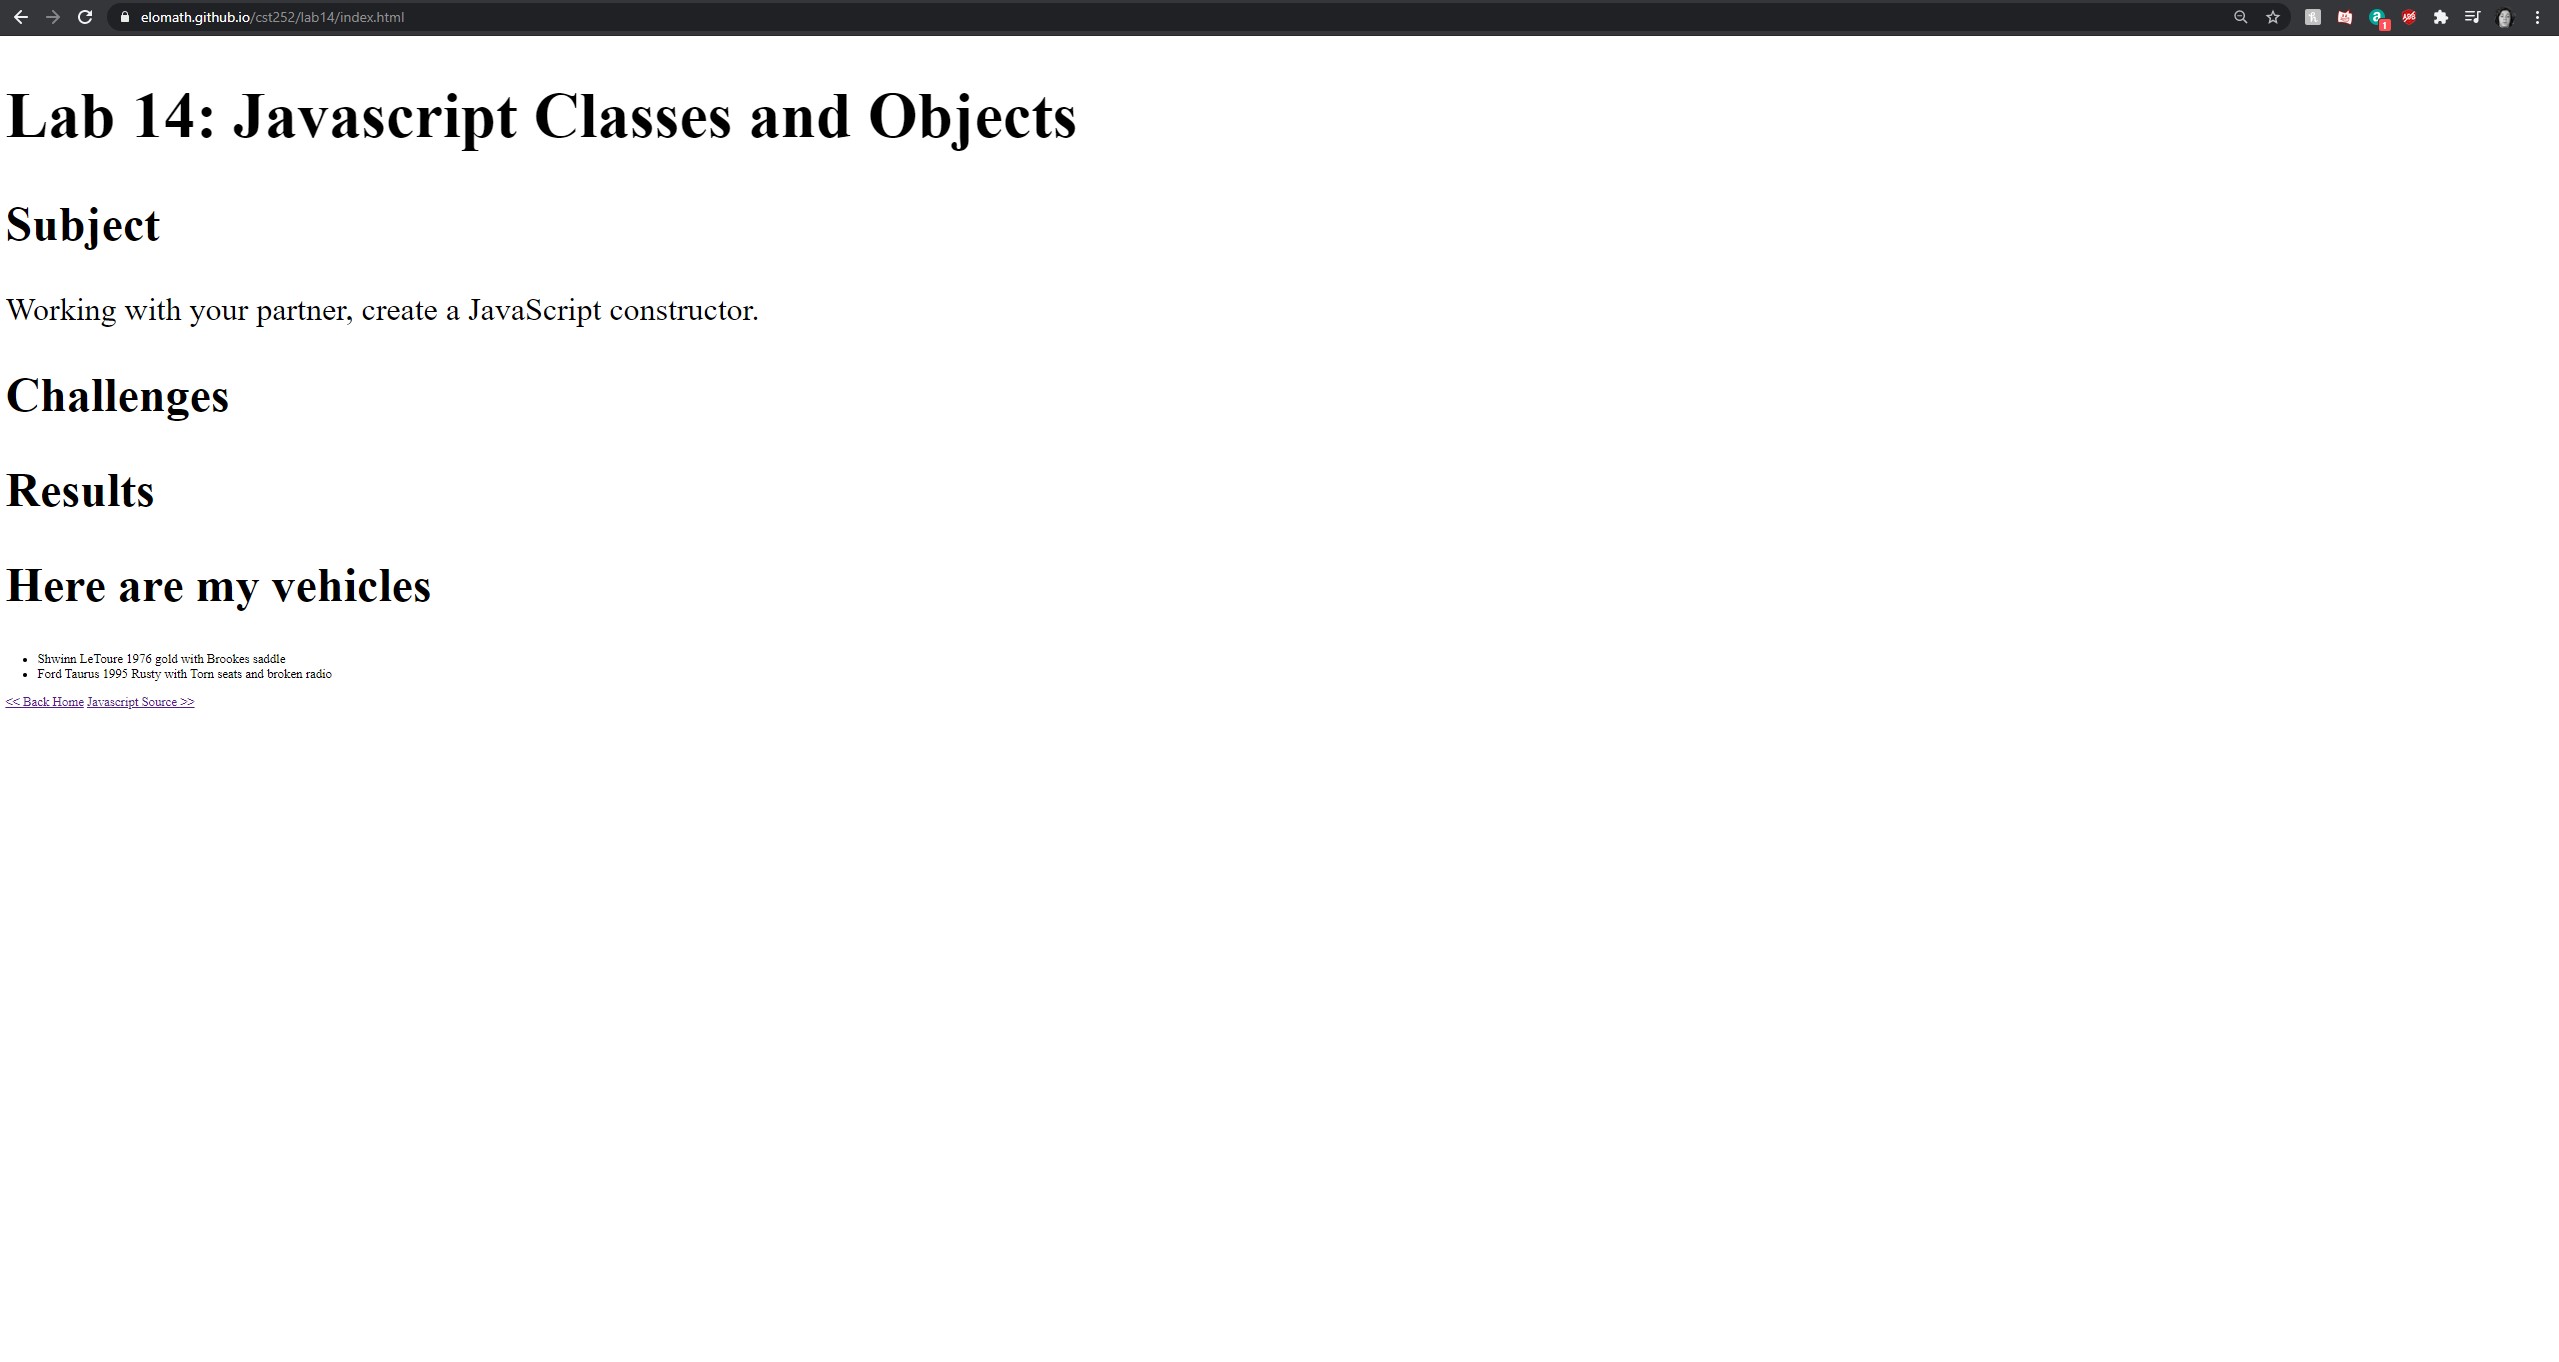 elomath.github.io/cst252/lab14/index.html
1
Lab 14: Javascript Classes and Objects
Subject
Working with your partner, create a JavaScript constructor.
Challenges
Results
Here are my vehicles
• Shwinn LeToure 1976 gold with Brookes saddle
• Ford Taurus 1995 Rusty with Torn seats and broken radio
<< Back Home Javascript Source >>